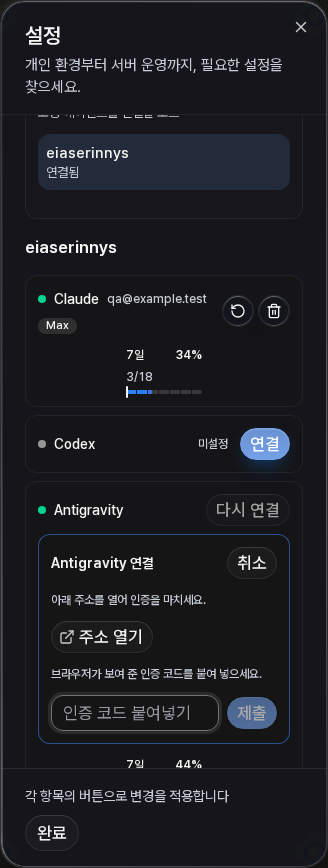 설정
개인 환경부터 서버 운영까지, 필요한 설정을
찾으세요.
eiaserinnys
연결됨
eiaserinnys
Claude qa@example.test
Max
7일 34%
3/18
Codex 미설정 연결
Antigravity 다시 연결
Antigravity 연결 취소
아래 주소를 열어 인증을 마치세요.
주소 열기
브라우저가 보여 준 인증 코드를 붙여 넣으세요.
인증 코드 붙여넣기 제출
7일 44%
각 항목의 버튼으로 변경을 적용합니다
완료